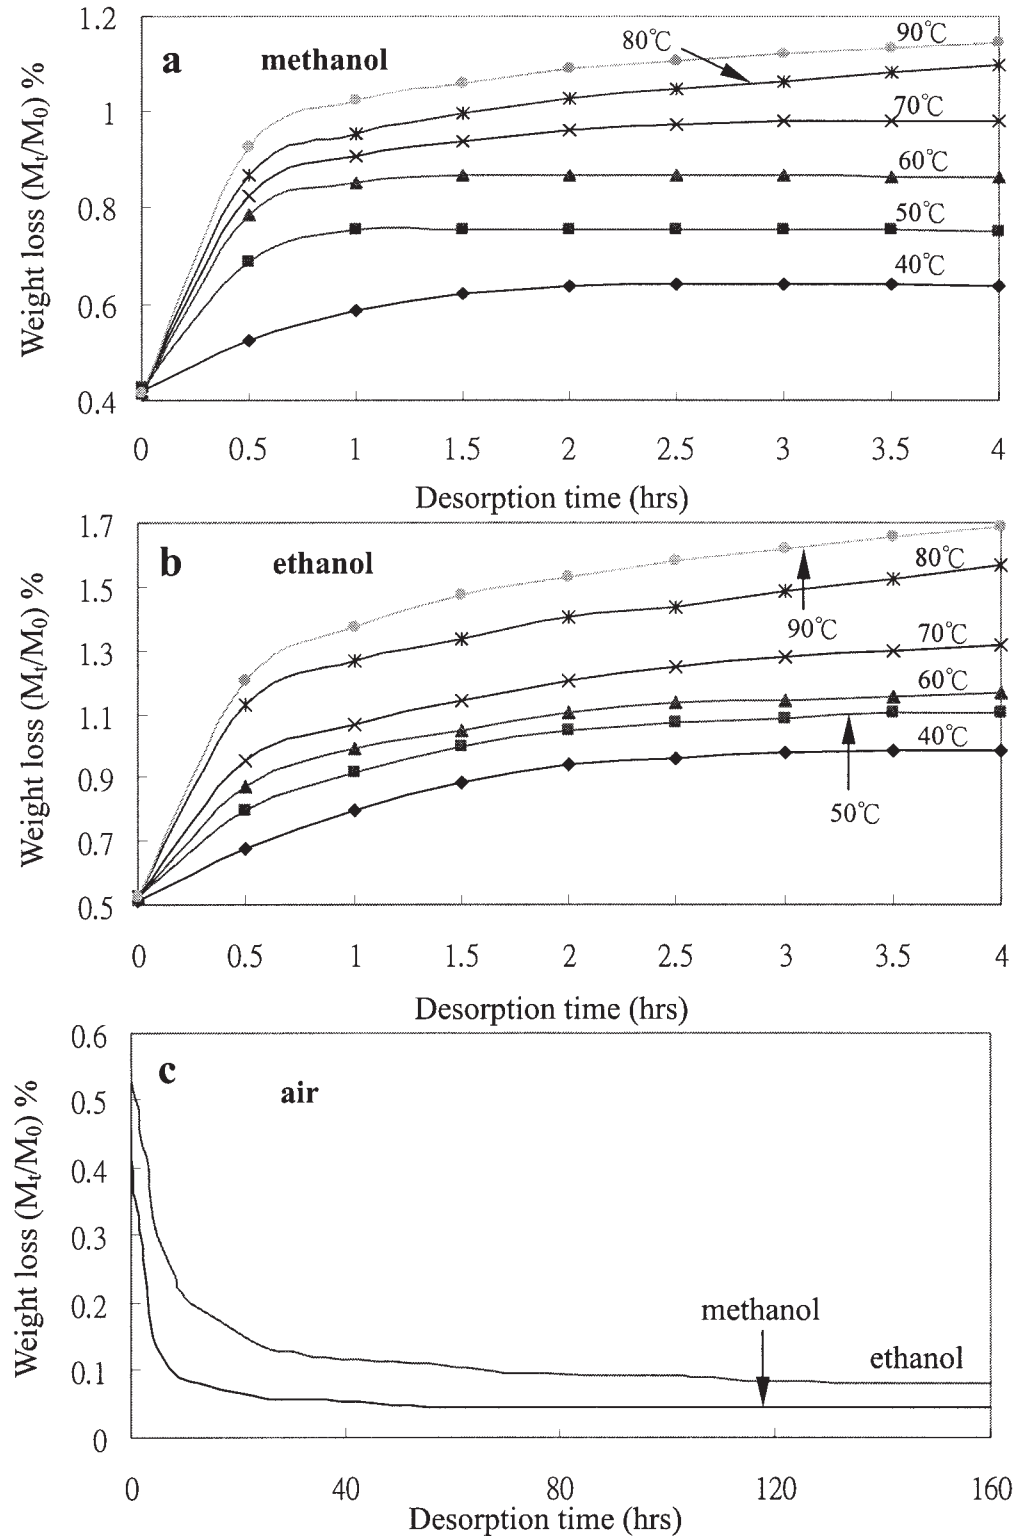 1.2
a
methanol
80℃
90℃
1
70℃
60℃
0.8
50℃
40℃
0.6
0.4
Weight loss (Mt/M0) %
0 0.5 1 1.5 2 2.5 3 3.5 4
Desorption time (hrs)
1.7
b
ethanol
80℃
1.5
90℃
70℃
1.3
60℃
1.1
40℃
0.9
50℃
0.7
0.5
Weight loss (Mt/M0) %
0 0.5 1 1.5 2 2.5 3 3.5 4
Desorption time (hrs)
0.6
c
air
0.5
0.4
0.3
0.2
methanol
ethanol
0.1
0
Weight loss (Mt/M0) %
0 40 80 120 160
Desorption time (hrs)